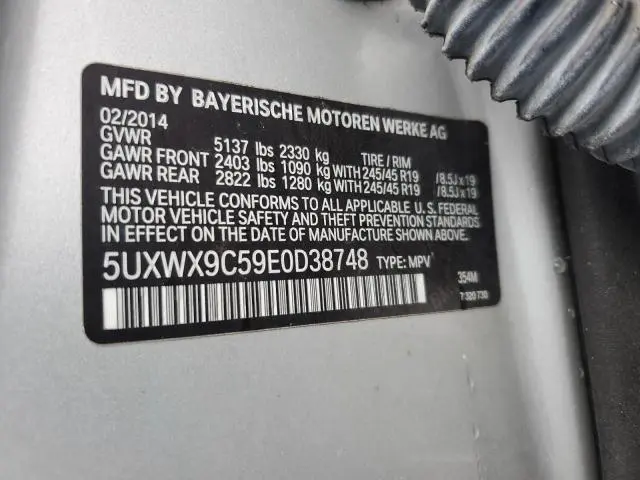 MFD BY BAYERISCHE MOTOREN WERKE AG
02/2014
GVWR 5137 lbs 2330 kg TIRE / RIM
GAWR FRONT 2403 lbs 1090 kg WITH 245/45 R19 /8.5J x 19
GAWR REAR 2822 lbs 1280 kg WITH 245/45 R19 /8.5J x 19
THIS VEHICLE CONFORMS TO ALL APPLICABLE U.S. FEDERAL
MOTOR VEHICLE SAFETY AND THEFT PREVENTION STANDARDS
IN EFFECT ON THE DATE OF MANUFACTURE SHOWN ABOVE.
5UXWX9C59E0D38748 TYPE: MPV
354M
7 320 730